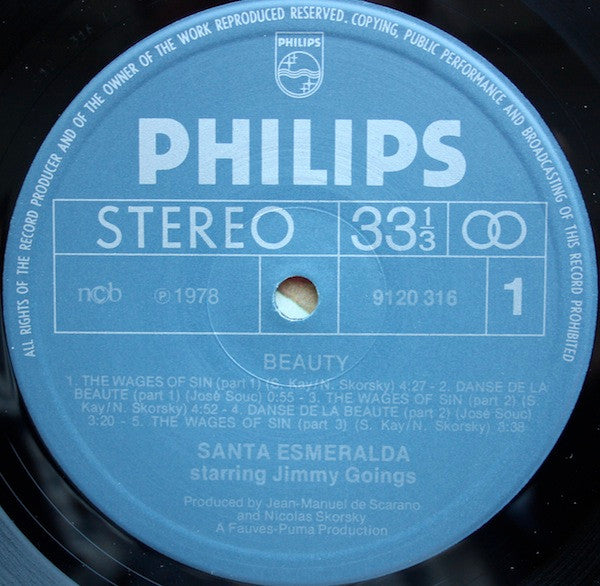 ALL RIGHTS OF THE RECORD PRODUCER AND OF THE OWNER OF THE WORK REPRODUCED RESERVED. COPYING, PUBLIC PERFORMANCE AND BROADCASTING OF THIS RECORD PROHIBITED
PHILIPS
PHILIPS
STEREO 33 1/3
ncb ℗ 1978 9120 316 1
BEAUTY
1. THE WAGES OF SIN (part 1) (S. Kay/N. Skorsky) 4:27 - 2. DANSE DE LA
BEAUTE (part 1) (José Souc) 0:55 - 3. THE WAGES OF SIN (part 2) (S.
Kay/N. Skorsky) 4:52 - 4. DANSE DE LA BEAUTE (part 2) (José Souc)
3:20 - 5. THE WAGES OF SIN (part 3) (S. Kay/N. Skorsky) 3:38
SANTA ESMERALDA
starring Jimmy Goings
Produced by Jean-Manuel de Scarano
and Nicolas Skorsky
A Fauves-Puma Production